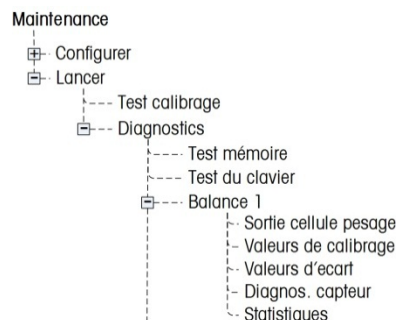 Maintenance
Configurer
Lancer
Test calibrage
Diagnostics
Test mémoire
Test du clavier
Balance 1
Sortie cellule pesage
Valeurs de calibrage
Valeurs d'ecart
Diagnos. capteur
Statistiques